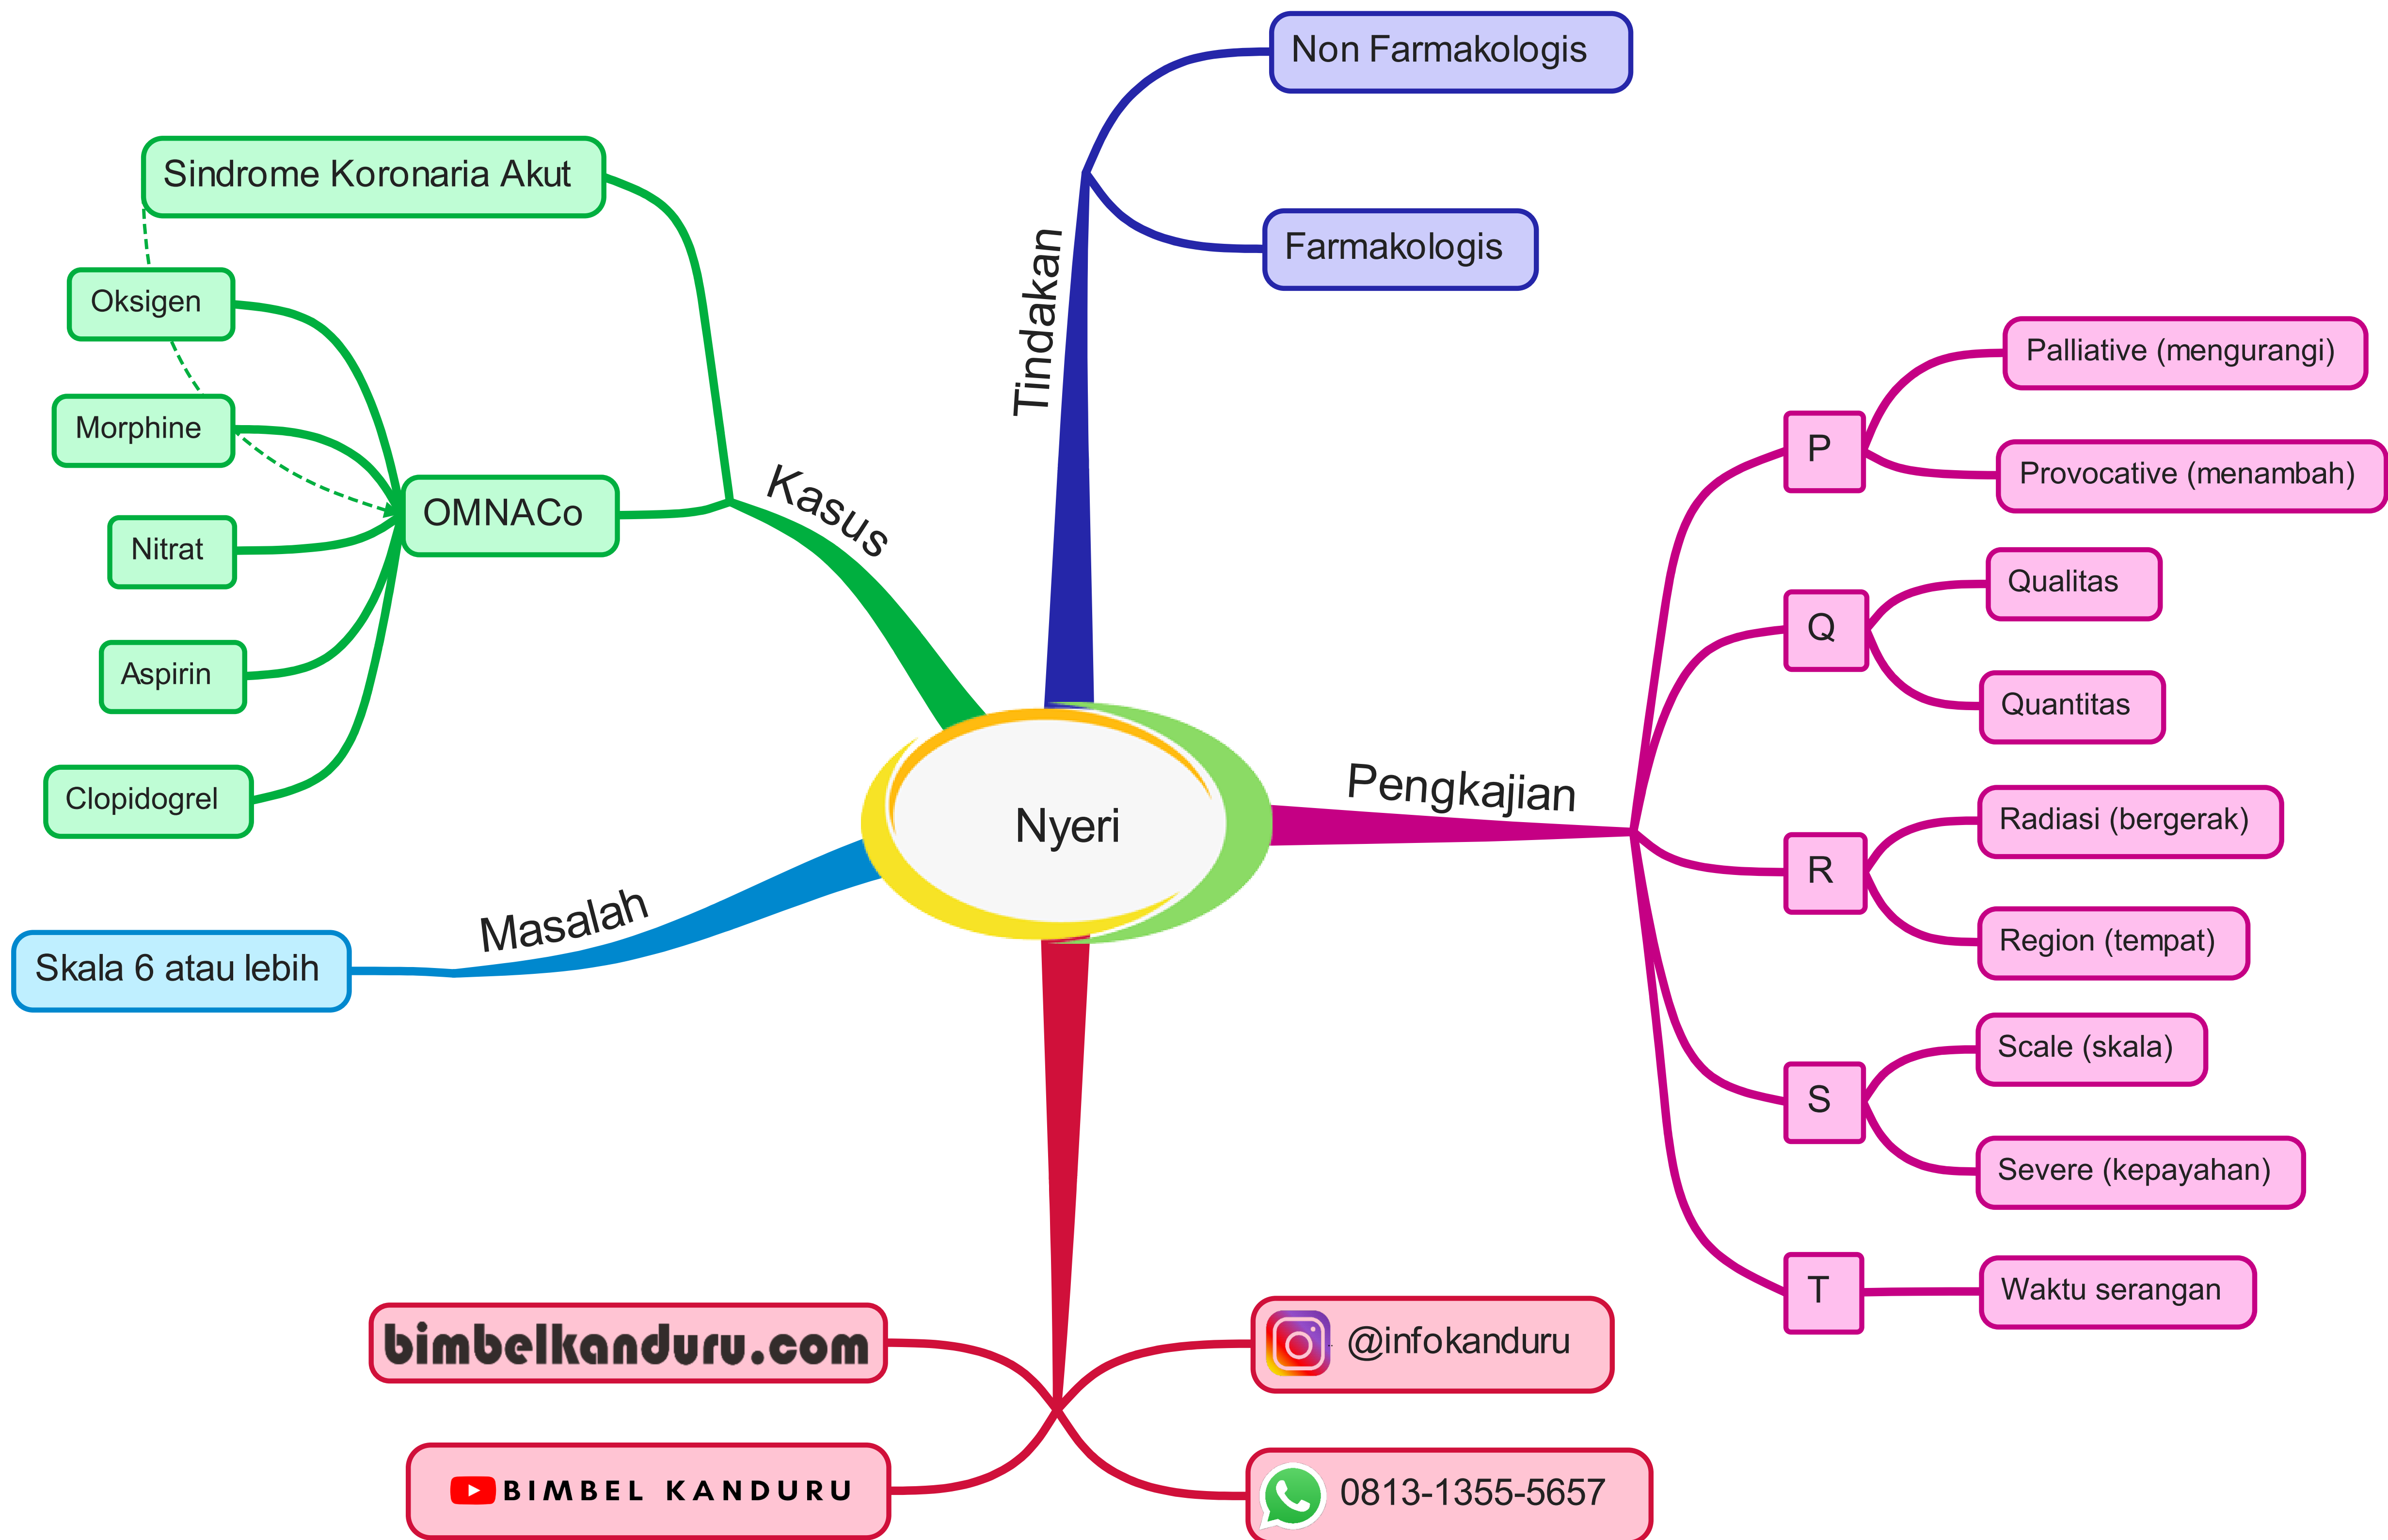 Nyeri
Tindakan
Non Farmakologis
Farmakologis
Pengkajian
P
Palliative (mengurangi)
Provocative (menambah)
Q
Qualitas
Quantitas
R
Radiasi (bergerak)
Region (tempat)
S
Scale (skala)
Severe (kepayahan)
T
Waktu serangan
Kasus
Sindrome Koronaria Akut
OMNACo
Oksigen
Morphine
Nitrat
Aspirin
Clopidogrel
Masalah
Skala 6 atau lebih
bimbelkanduru.com
BIMBEL KANDURU
@infokanduru
0813-1355-5657